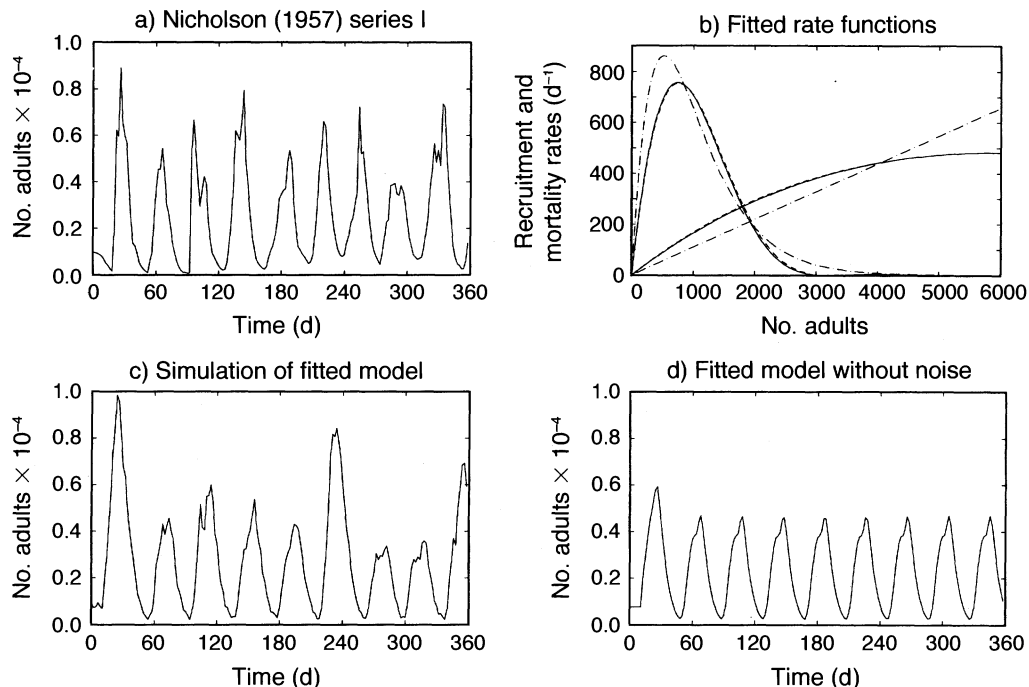 a) Nicholson (1957) series I
No. adults × 10⁻⁴
1.0
0.8
0.6
0.4
0.2
0.0
0 60 120 180 240 300 360
Time (d)
b) Fitted rate functions
Recruitment and
mortality rates (d⁻¹)
800
600
400
200
0
0 1000 2000 3000 4000 5000 6000
No. adults
c) Simulation of fitted model
No. adults × 10⁻⁴
1.0
0.8
0.6
0.4
0.2
0.0
0 60 120 180 240 300 360
Time (d)
d) Fitted model without noise
No. adults × 10⁻⁴
1.0
0.8
0.6
0.4
0.2
0.0
0 60 120 180 240 300 360
Time (d)